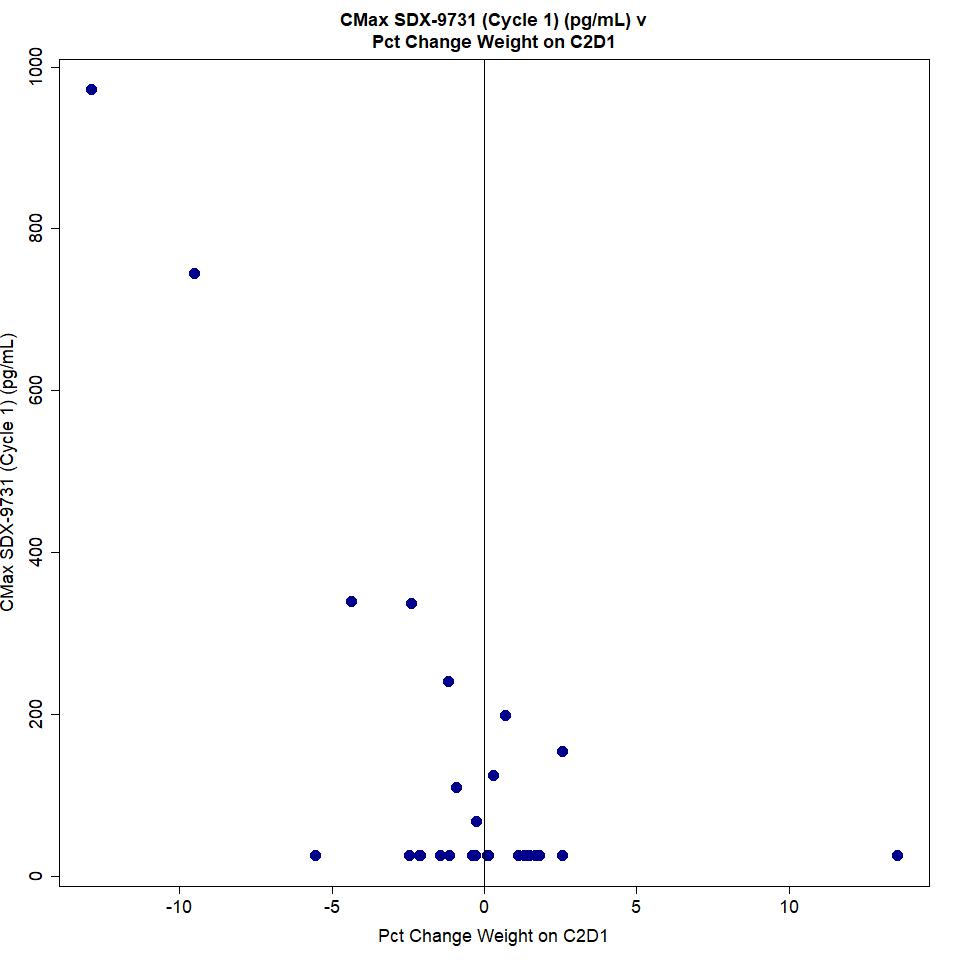 CMax SDX-9731 (Cycle 1) (pg/mL) v
Pct Change Weight on C2D1
1000
800
600
400
200
0
CMax SDX-9731 (Cycle 1) (pg/mL)
-10
-5
0
5
10
Pct Change Weight on C2D1